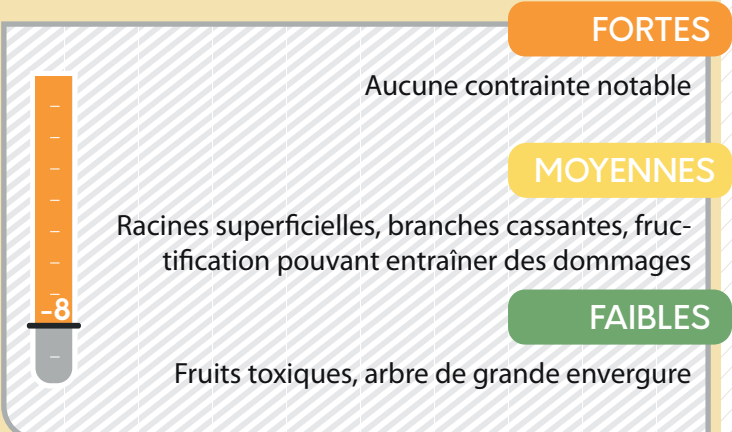 FORTES
Aucune contrainte notable
MOYENNES
Racines superficielles, branches cassantes, fruc-
tification pouvant entraîner des dommages
-8
FAIBLES
Fruits toxiques, arbre de grande envergure